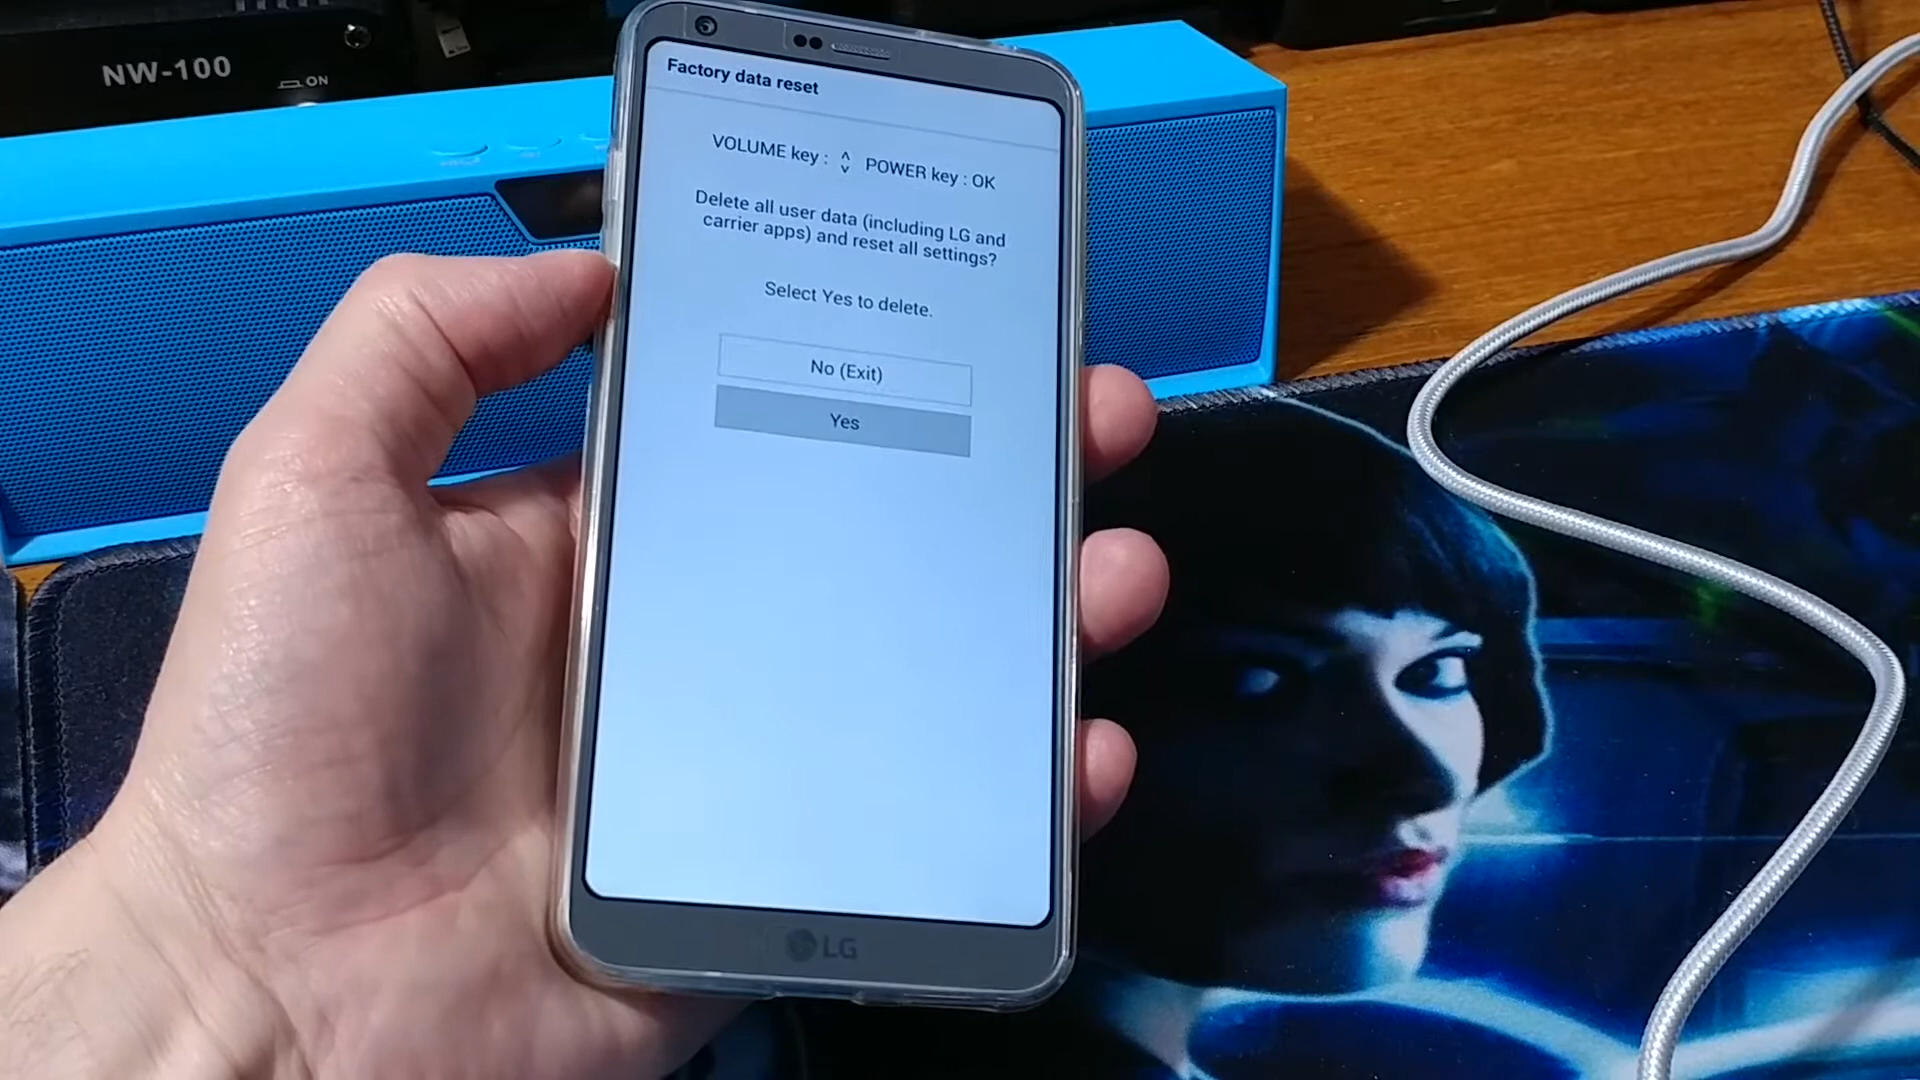 NW-100
ON
Factory data reset
VOLUME key : POWER key : OK
Delete all user data (including LG and
carrier apps) and reset all settings?
Select Yes to delete.
No (Exit)
Yes
LG